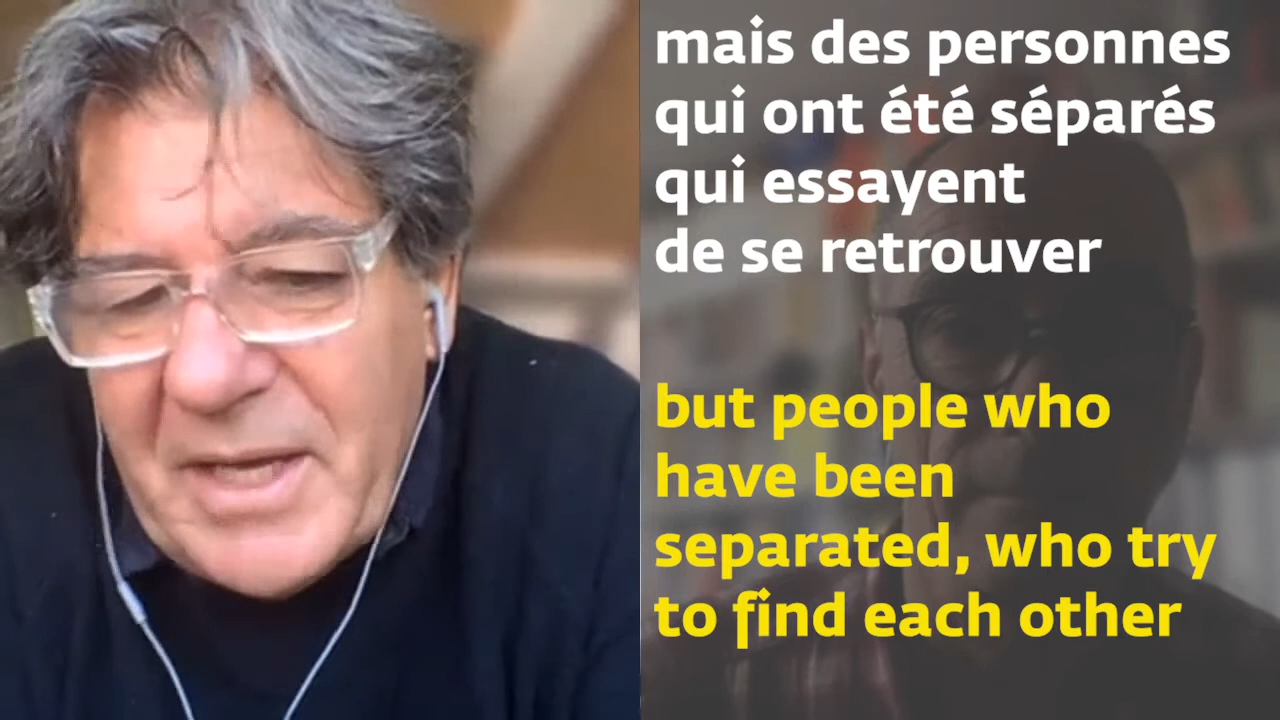 mais des personnes
qui ont été séparés
qui essayent
de se retrouver
but people who
have been
separated, who try
to find each other